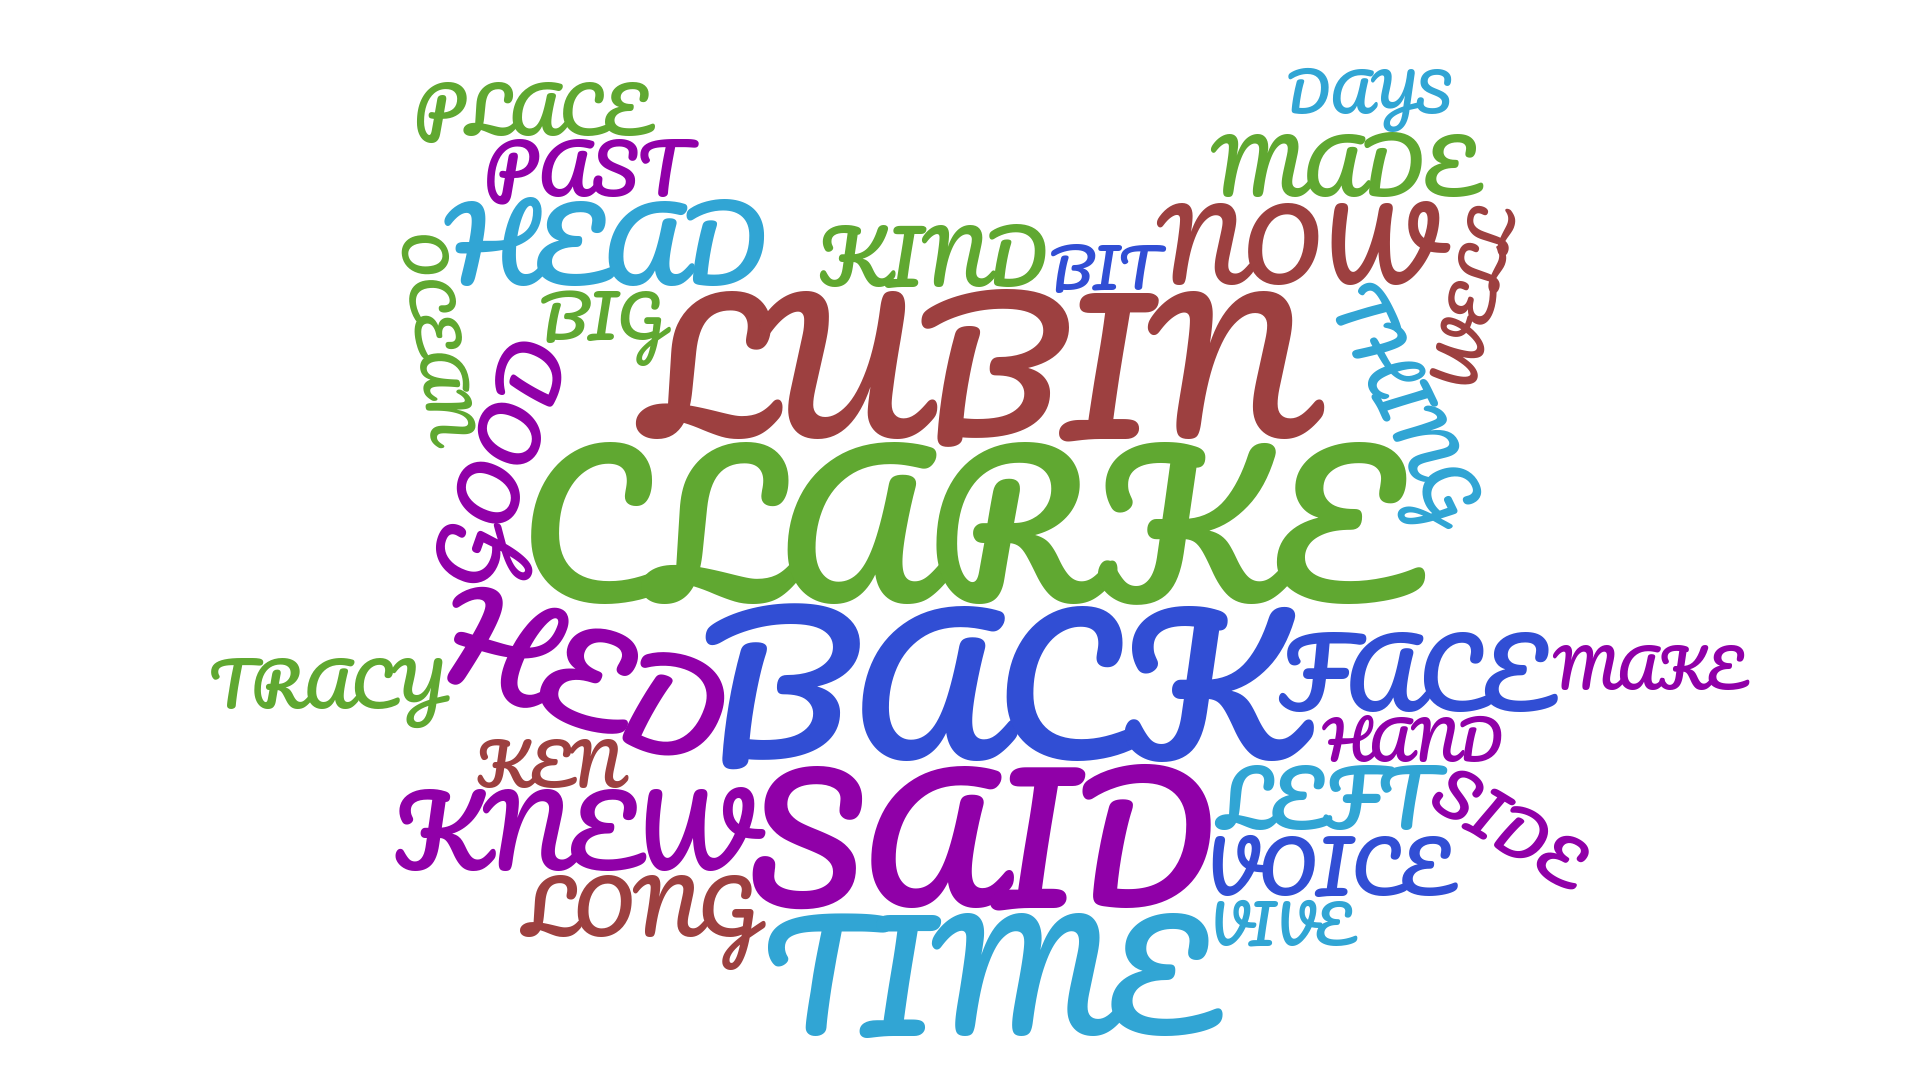 PLACE
DAYS
PAST
MADE
HEAD
KIND
BIT
NOW
WELL
OCEAN
BIG
LUBIN
THING
GOOD
CLARKE
HED
BACK
FACE
MAKE
TRACY
HAND
KEN
SAID
LEFT
SIDE
KNEW
VOICE
LONG
VIVE
TIME